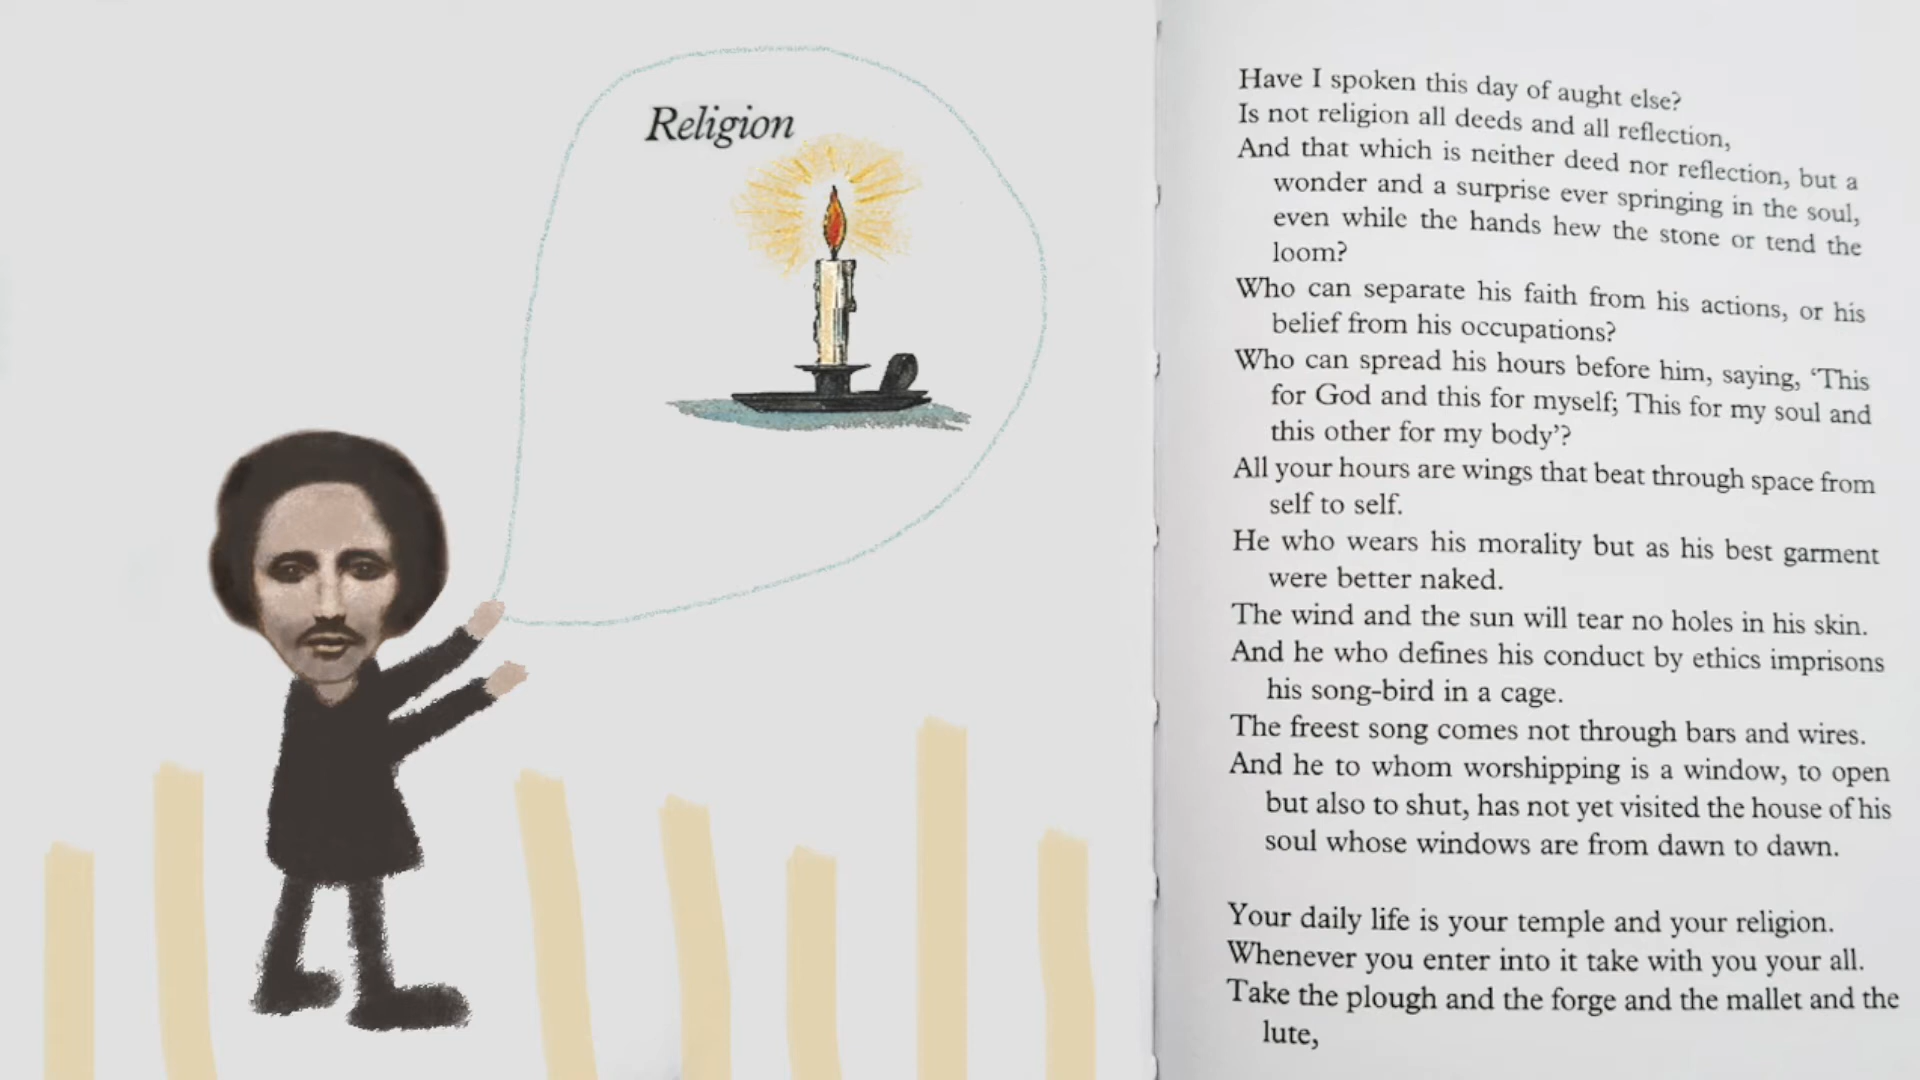 Religion
Have I spoken this day of aught else?
Is not religion all deeds and all reflection,
And that which is neither deed nor reflection, but a
wonder and a surprise ever springing in the soul,
even while the hands hew the stone or tend the
loom?
Who can separate his faith from his actions, or his
belief from his occupations?
Who can spread his hours before him, saying, ‘This
for God and this for myself; This for my soul and
this other for my body’?
All your hours are wings that beat through space from
self to self.
He who wears his morality but as his best garment
were better naked.
The wind and the sun will tear no holes in his skin.
And he who defines his conduct by ethics imprisons
his song-bird in a cage.
The freest song comes not through bars and wires.
And he to whom worshipping is a window, to open
but also to shut, has not yet visited the house of his
soul whose windows are from dawn to dawn.
Your daily life is your temple and your religion.
Whenever you enter into it take with you your all.
Take the plough and the forge and the mallet and the
lute,